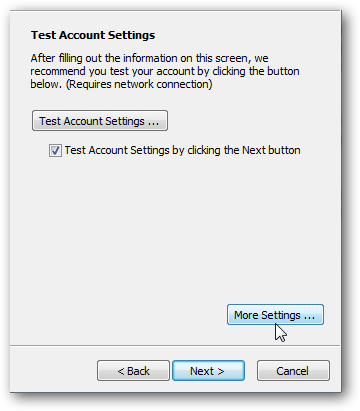 Test Account Settings
After filling out the information on this screen, we
recommend you test your account by clicking the button
below. (Requires network connection)
Test Account Settings ...
Test Account Settings by clicking the Next button
More Settings ...
< Back Next > Cancel